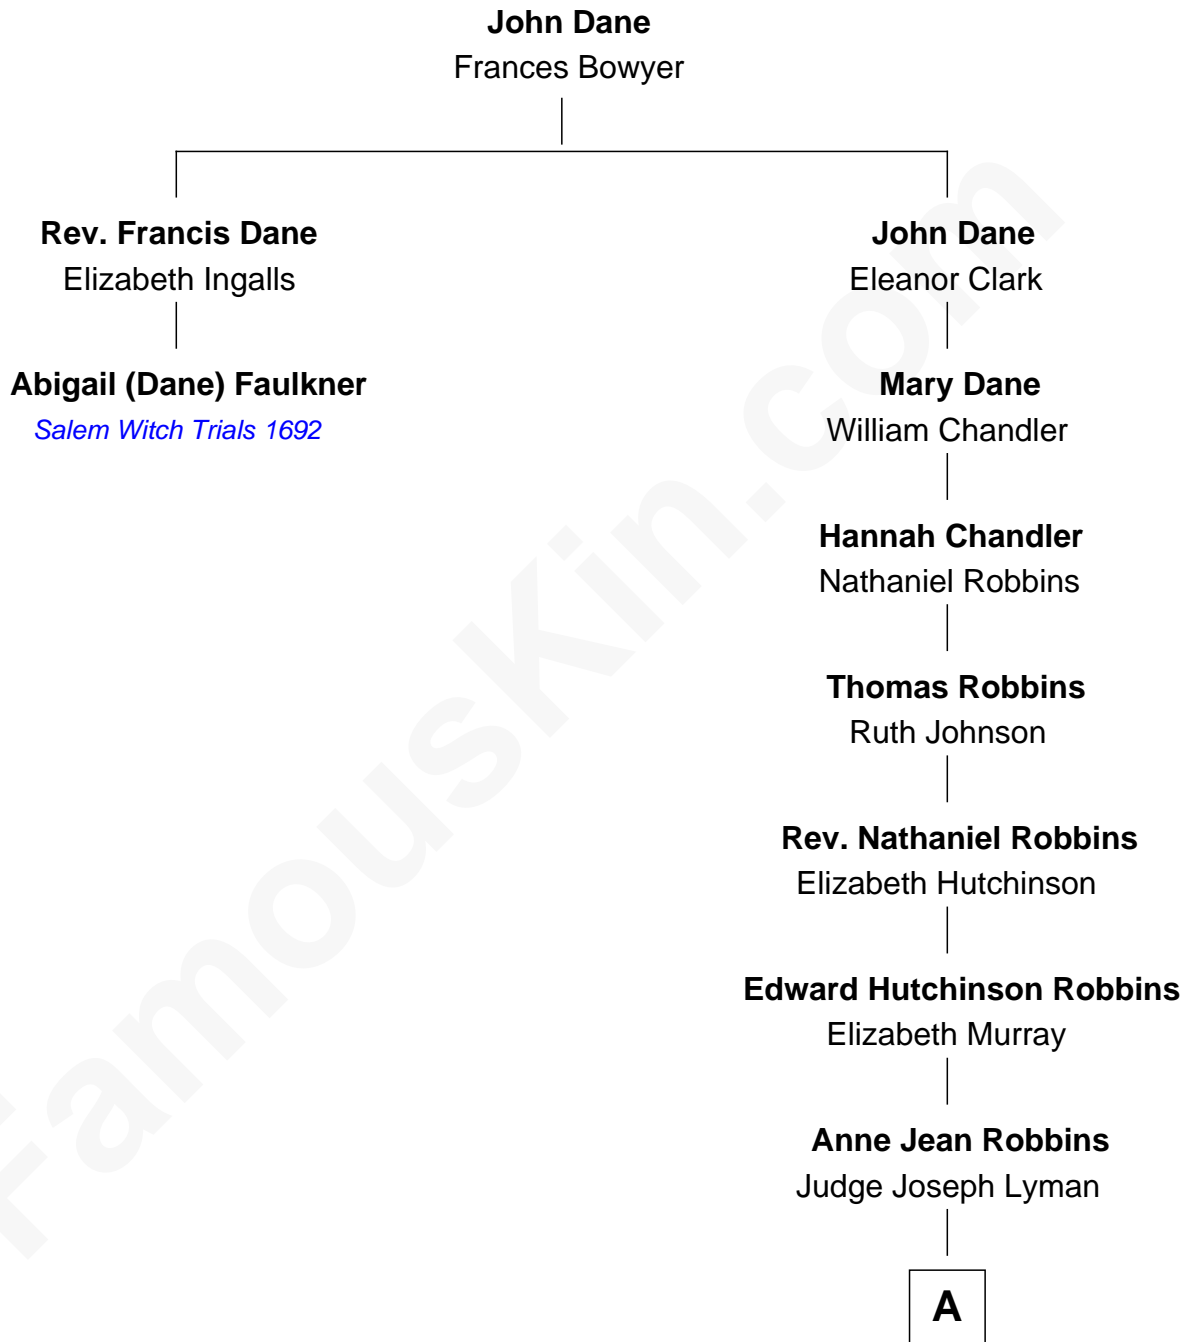 John Dane
Frances Bowyer
Rev. Francis Dane
Elizabeth Ingalls
Abigail (Dane) Faulkner
Salem Witch Trials 1692
John Dane
Eleanor Clark
Mary Dane
William Chandler
Hannah Chandler
Nathaniel Robbins
Thomas Robbins
Ruth Johnson
Rev. Nathaniel Robbins
Elizabeth Hutchinson
Edward Hutchinson Robbins
Elizabeth Murray
Anne Jean Robbins
Judge Joseph Lyman
A
FamousKin.com